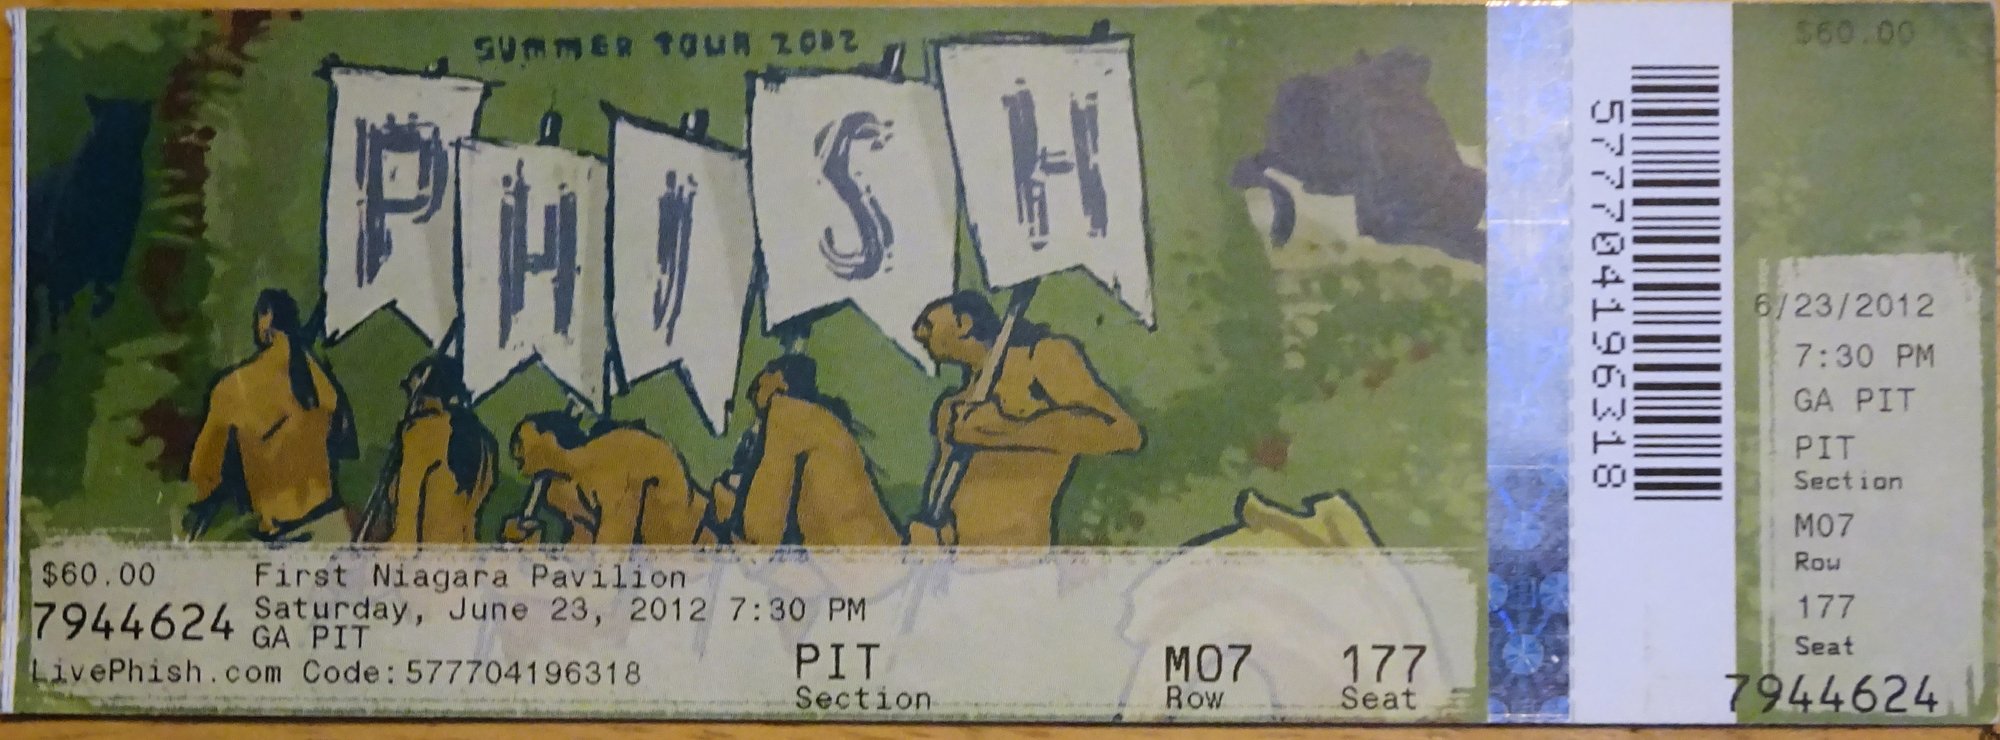 SUMMER TOUR 2012
PHISH
$60.00
First Niagara Pavilion
7944624
Saturday, June 23, 2012 7:30 PM
GA PIT
LivePhish.com Code:577704196318
PIT
Section
M07
Row
177
Seat
577704196318
$60.00
6/23/2012
7:30 PM
GA PIT
PIT
Section
M07
Row
177
Seat
7944624